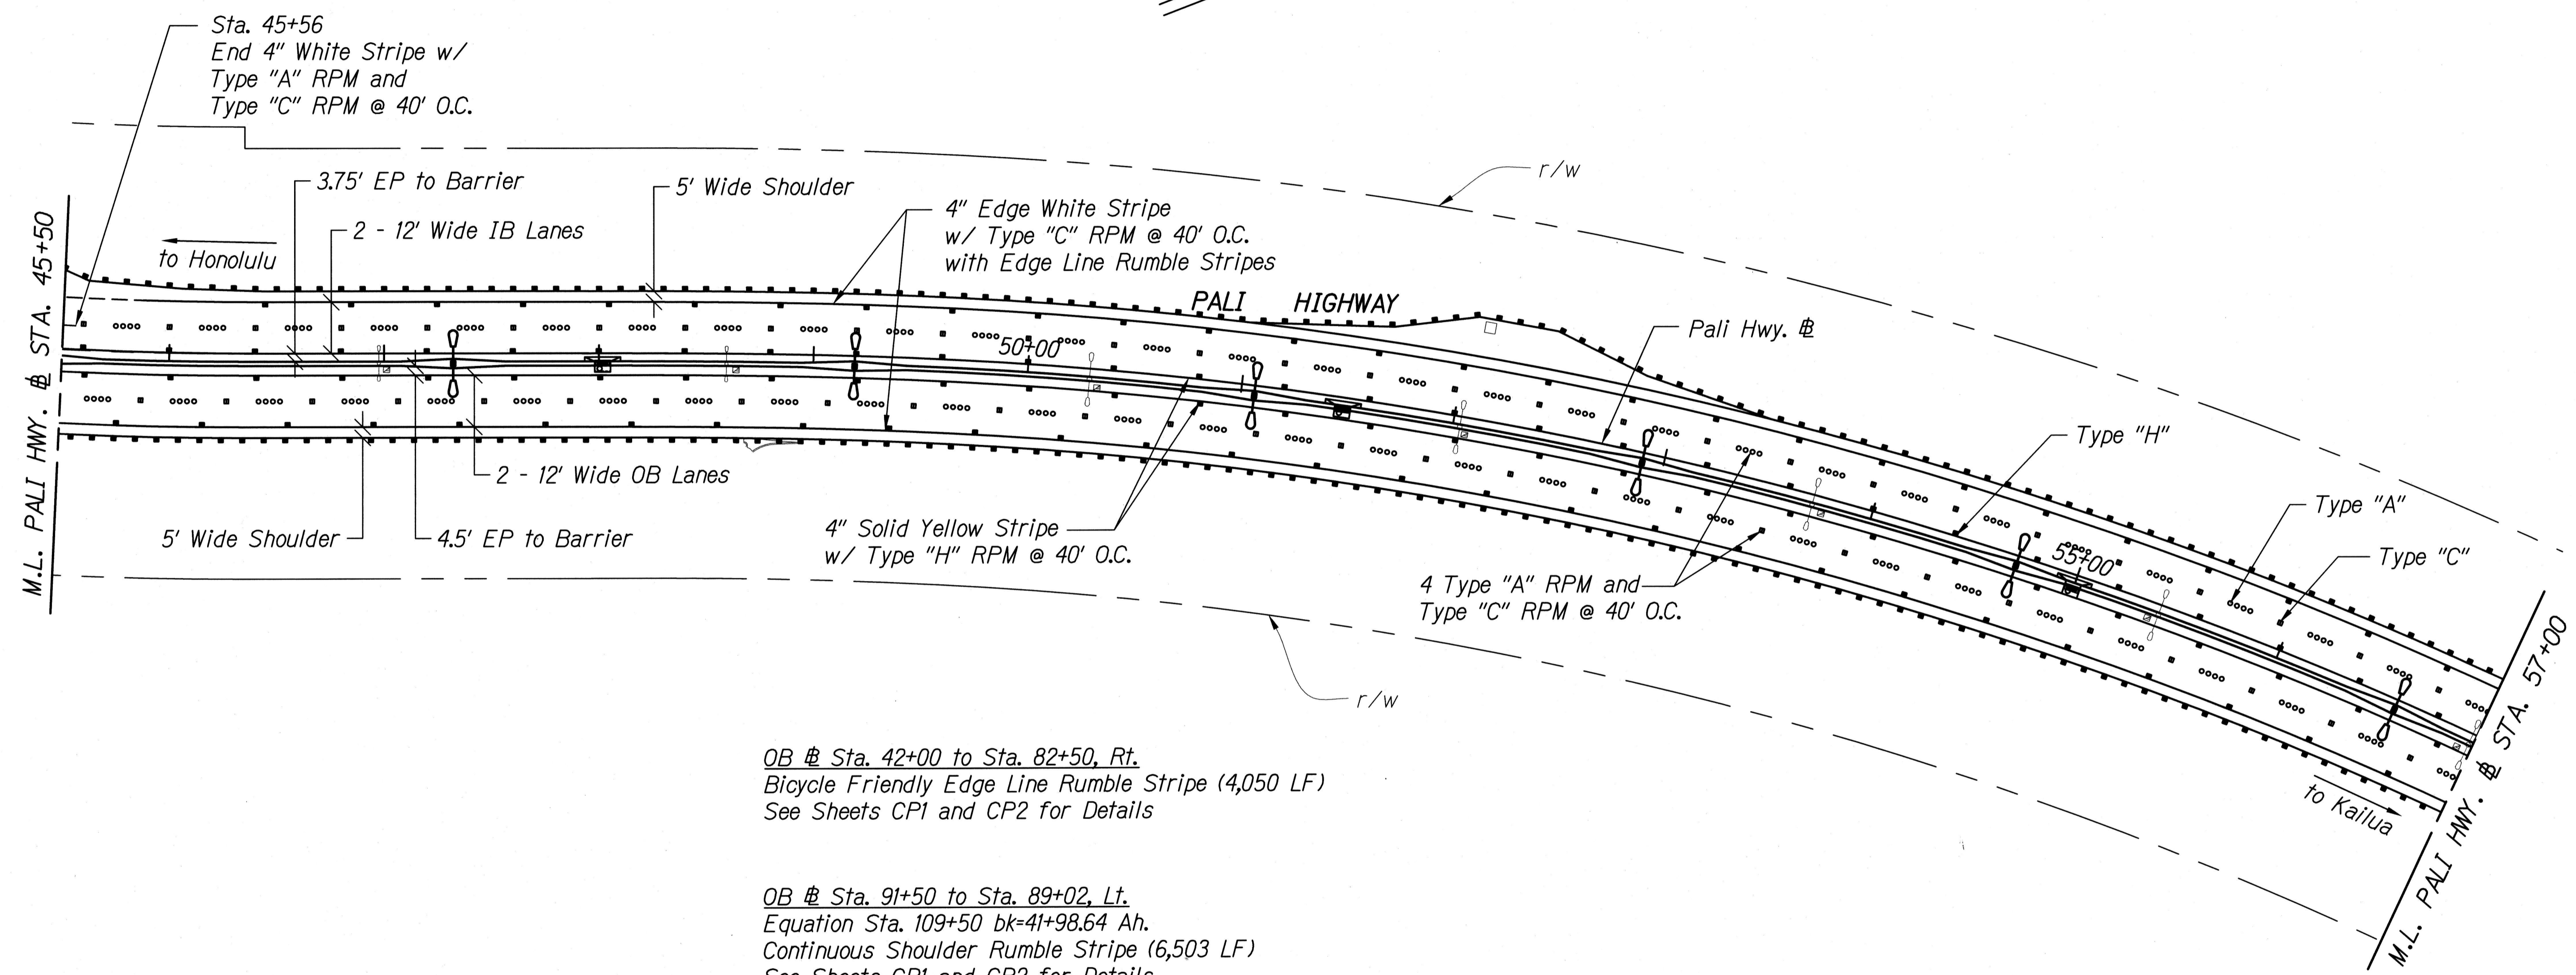 Sta. 45+56
End 4" White Stripe w/
Type "A" RPM and
Type "C" RPM @ 40' O.C.
3.75' EP to Barrier
2 - 12' Wide IB Lanes
5' Wide Shoulder
4" Edge White Stripe
w/ Type "C" RPM @ 40' O.C.
with Edge Line Rumble Stripes
r/w
to Honolulu
PALI HIGHWAY
Pali Hwy. ℄
M.L. PALI HWY. ℄ STA. 45+50
50+00
Type "H"
Type "A"
Type "C"
55+00
2 - 12' Wide OB Lanes
5' Wide Shoulder
4.5' EP to Barrier
4" Solid Yellow Stripe
w/ Type "H" RPM @ 40' O.C.
4 Type "A" RPM and
Type "C" RPM @ 40' O.C.
r/w
to Kailua
M.L. PALI HWY. ℄ STA. 57+00
OB ℄ Sta. 42+00 to Sta. 82+50, Rt.
Bicycle Friendly Edge Line Rumble Stripe (4,050 LF)
See Sheets CP1 and CP2 for Details
OB ℄ Sta. 91+50 to Sta. 89+02, Lt.
Equation Sta. 109+50 bk=41+98.64 Ah.
Continuous Shoulder Rumble Stripe (6,503 LF)
See Sheets CP1 and CP2 for Details